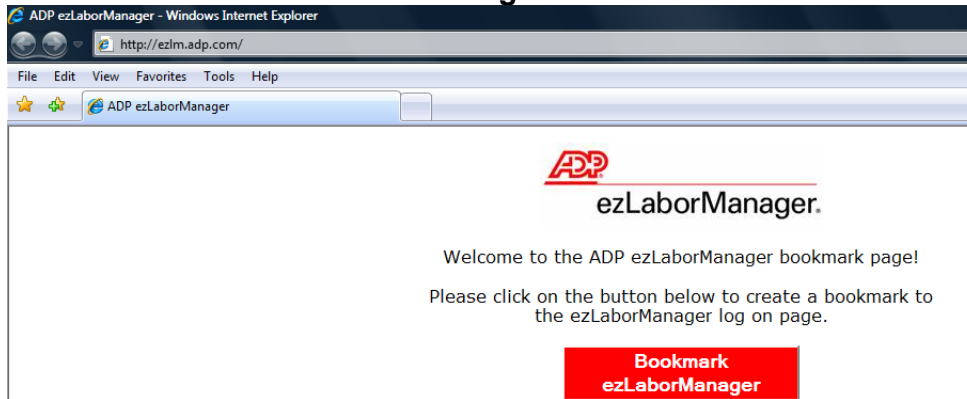 ADP ezLaborManager - Windows Internet Explorer
http://ezlm.adp.com/
File Edit View Favorites Tools Help
ADP ezLaborManager
ADP
ezLaborManager.
Welcome to the ADP ezLaborManager bookmark page!
Please click on the button below to create a bookmark to
the ezLaborManager log on page.
Bookmark
ezLaborManager